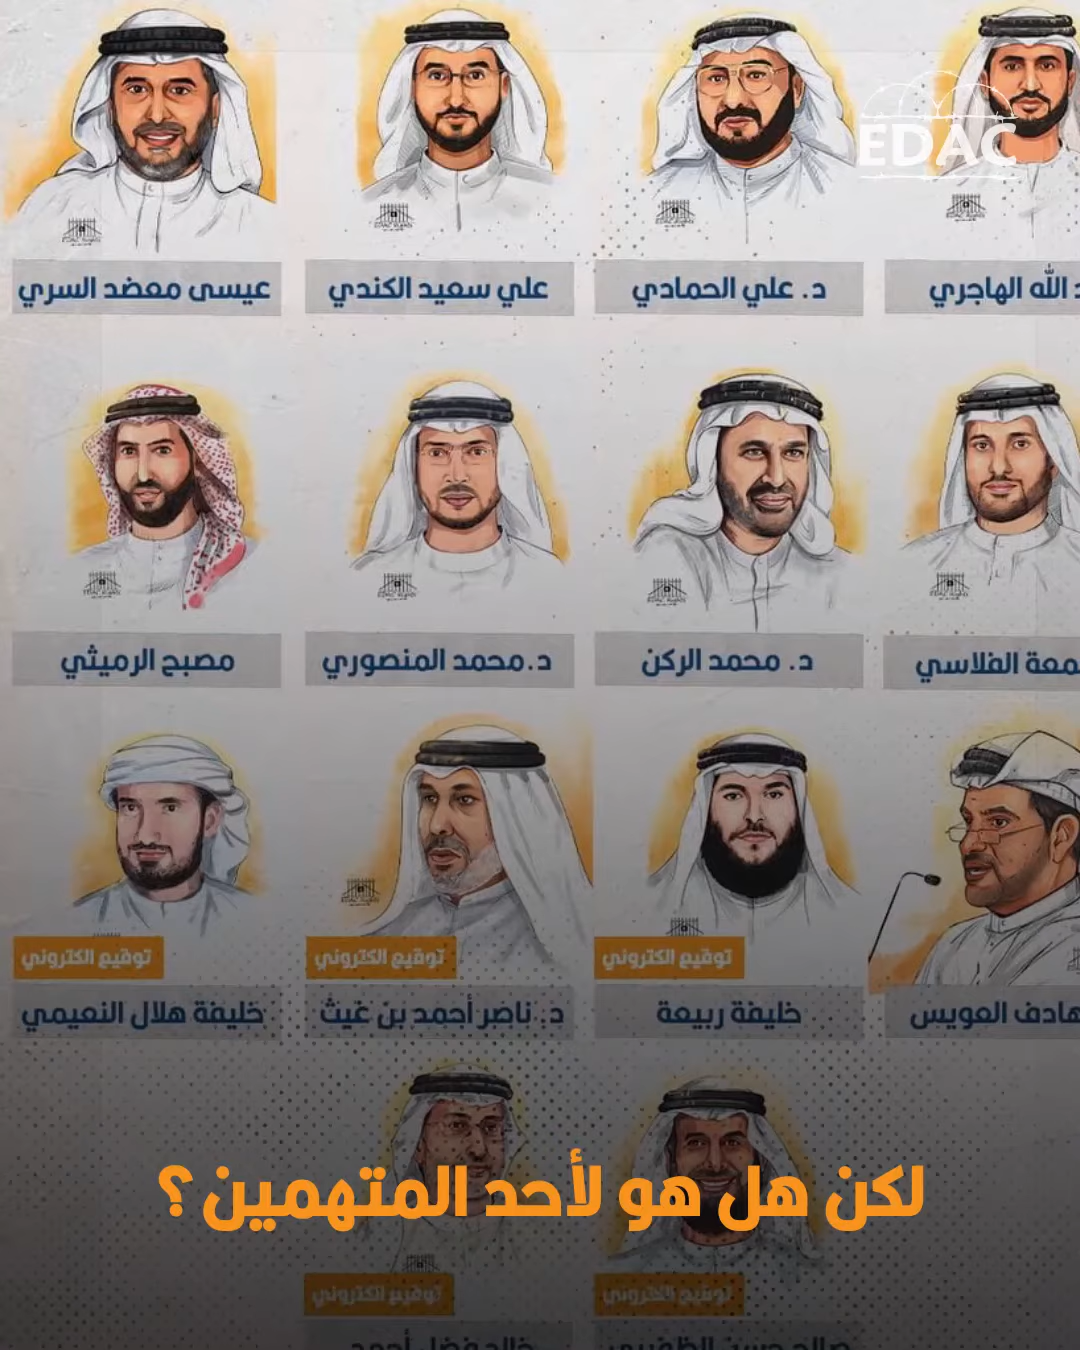 EDAC
الله الهاجري
د. علي الحمادي
علي سعيد الكندي
عيسى معضد السري
الفلاسي
د. محمد الركن
د.محمد المنصوري
مصبح الرميثي
هادف العويس
توقيع الكتروني
خليفة ربيعة
توقيع الكتروني
د. ناصر أحمد بن غيث
توقيع الكتروني
خليفة هلال النعيمي
لكن هل هو لأحد المتهمين ؟
توقيع الكتروني
توقيع الكتروني